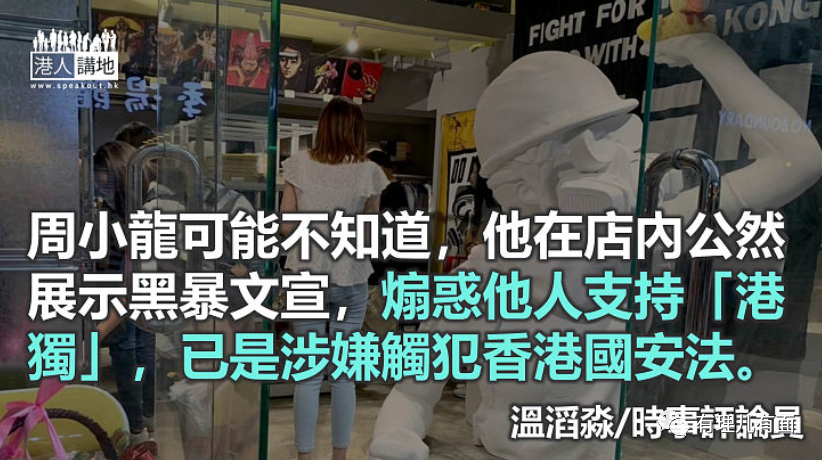 港人講地
www.speakout.hk
FIGHT FOR
WITH
KONG
NO BOUNDARY
周小龍可能不知道，他在店內公然
展示黑暴文宣，煽惑他人支持「港
獨」，已是涉嫌觸犯香港國安法。
溫滔淼/時事評論員